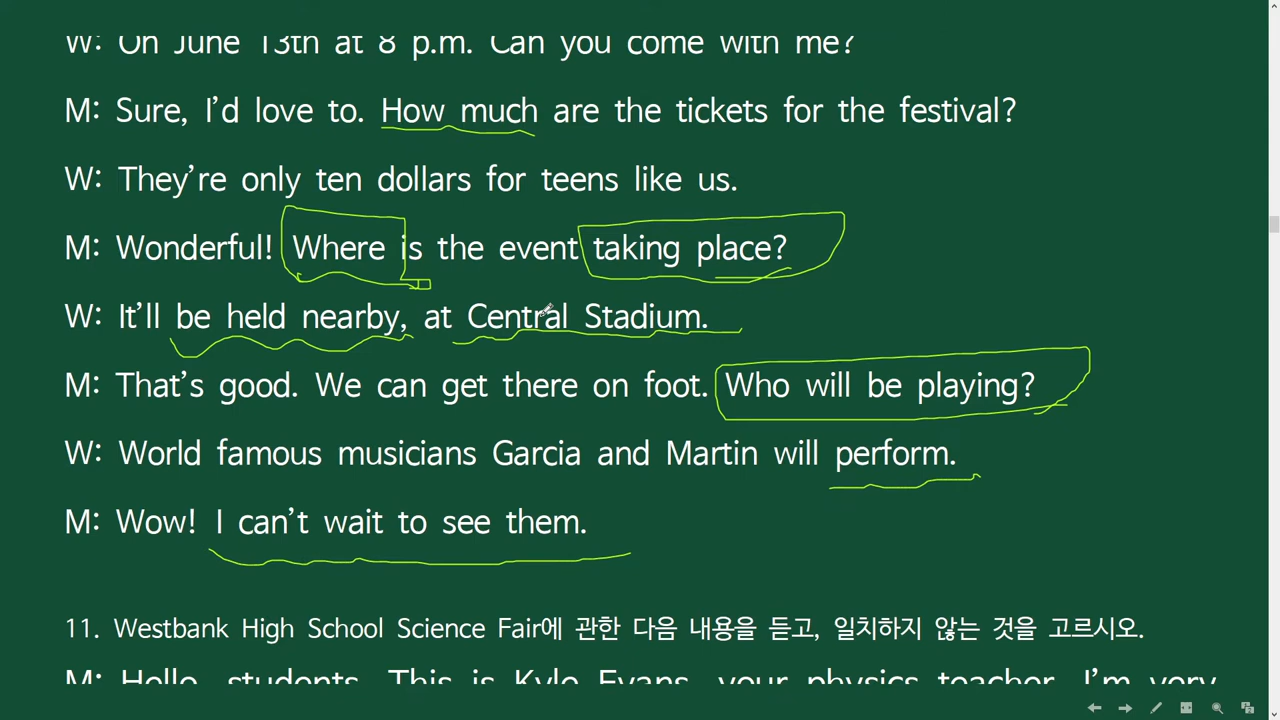 W: On June 13th at 8 p.m. Can you come with me?
M: Sure, I'd love to. How much are the tickets for the festival?
W: They're only ten dollars for teens like us.
M: Wonderful! Where is the event taking place?
W: It'll be held nearby, at Central Stadium.
M: That's good. We can get there on foot. Who will be playing?
W: World famous musicians Garcia and Martin will perform.
M: Wow! I can't wait to see them.
11. Westbank High School Science Fair에 관한 다음 내용을 듣고, 일치하지 않는 것을 고르시오.
M: Hello, students. This is Kyle Evans, your physics teacher. I'm very